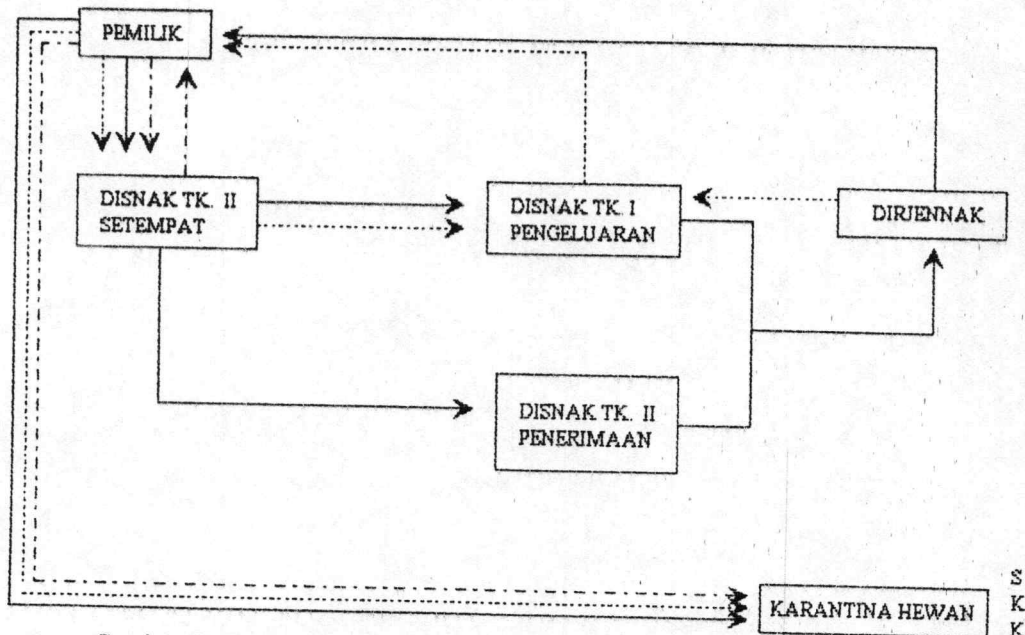 PEMILIK
DISNAK TK. II
SETEMPAT
DISNAK TK. I
PENGELUARAN
DIRJENNAK
DISNAK TK. II
PENERIMAAN
KARANTINA HEWAN
S
K
K